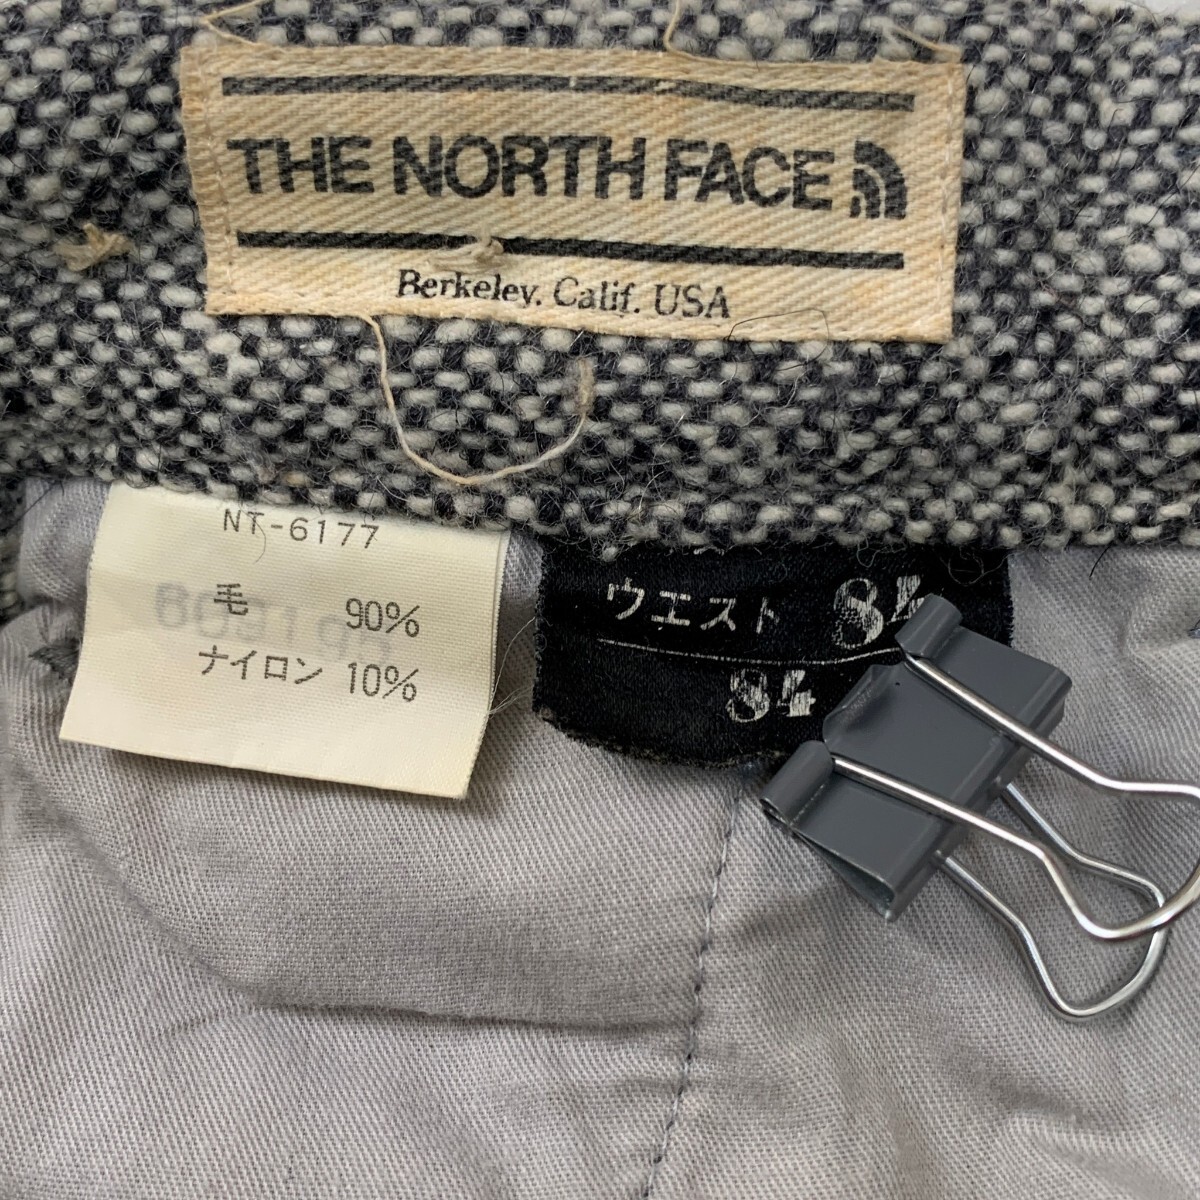 THE NORTH FACE
Berkeley. Calif. USA
NT-6177
毛 90%
ナイロン 10%
ウエスト 84
84